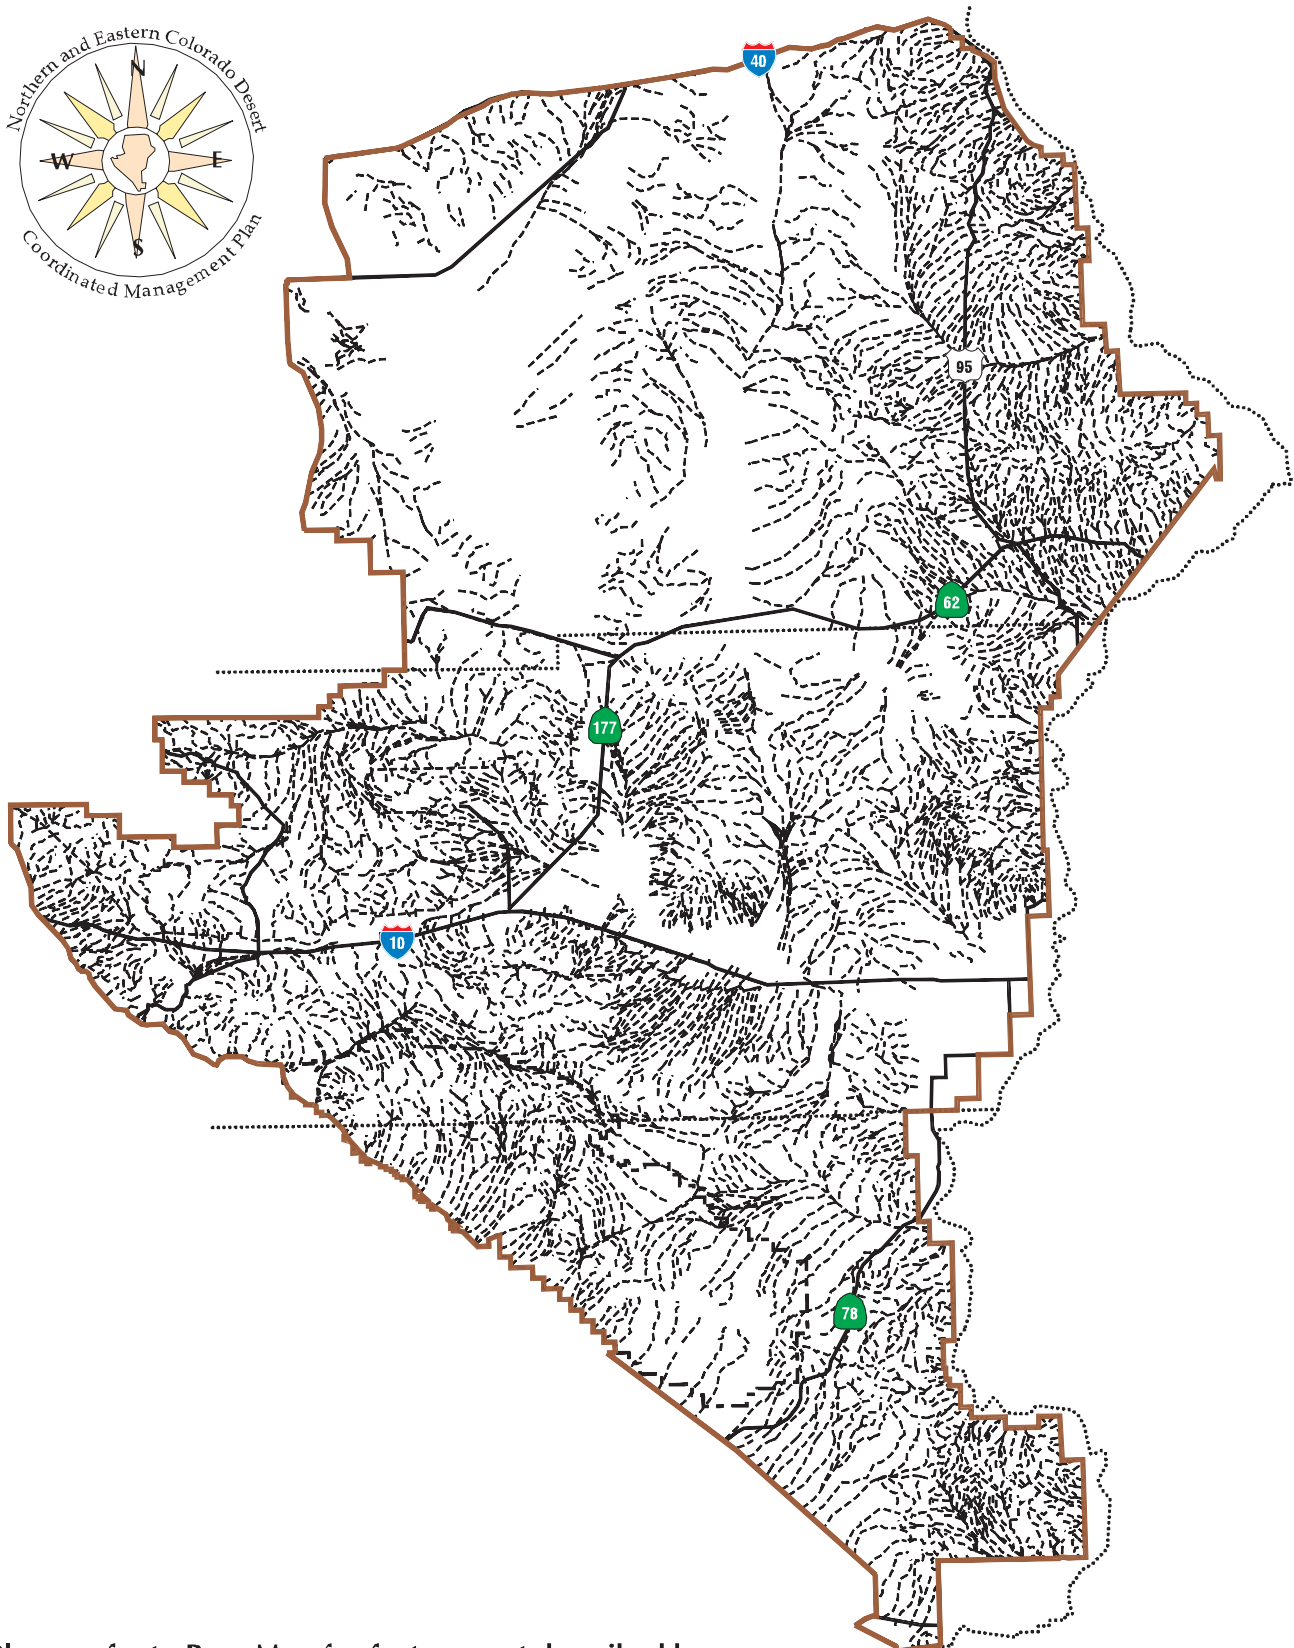 Northern and Eastern Colorado Desert
N
W
E
S
Coordinated Management Plan
40
95
62
177
10
78